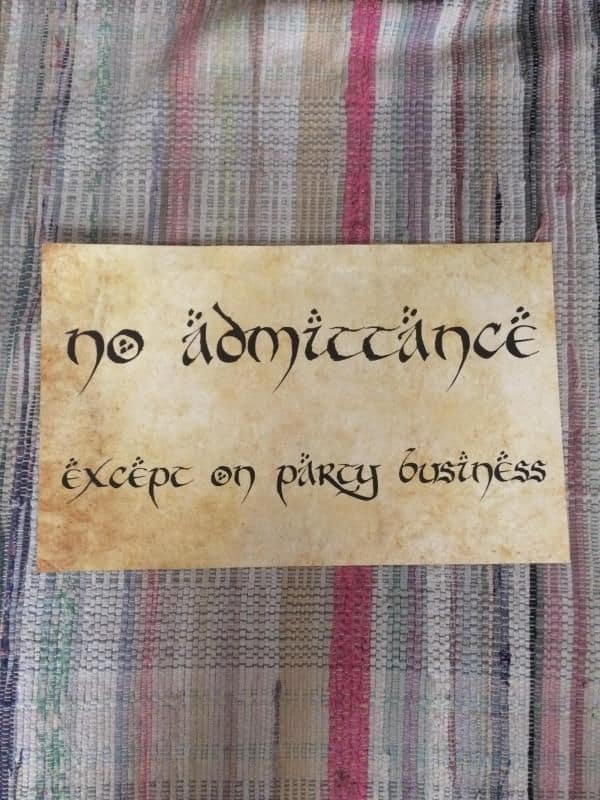 no admittance
except on party business